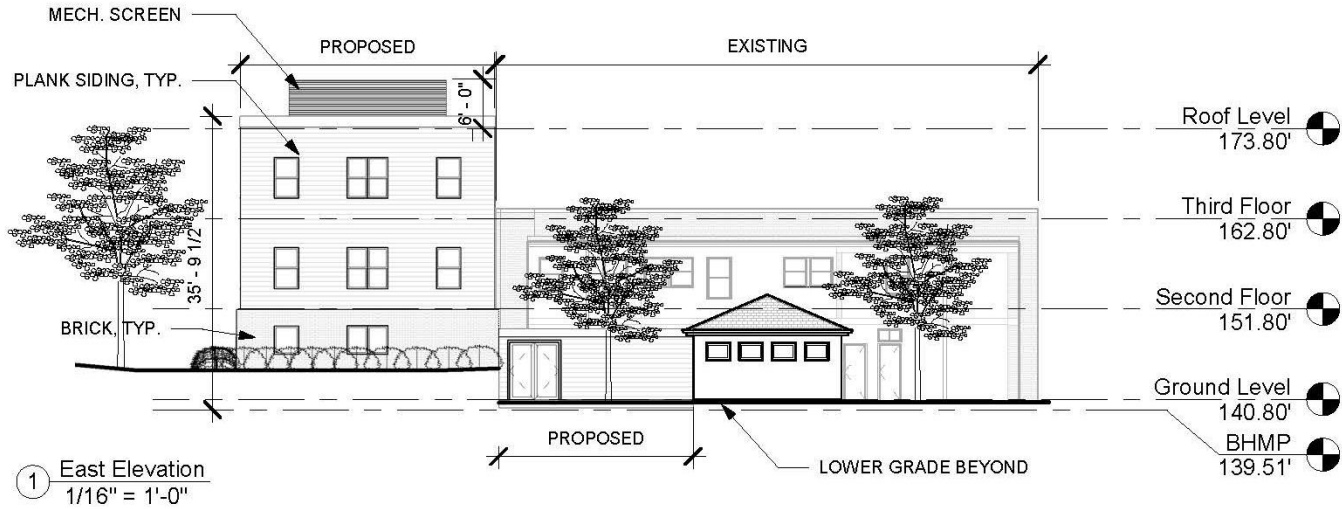 MECH. SCREEN
PROPOSED
EXISTING
PLANK SIDING, TYP.
6' - 0"
Roof Level
173.80'
Third Floor
162.80'
35' - 9 1/2"
Second Floor
151.80'
BRICK, TYP.
Ground Level
140.80'
PROPOSED
BHMP
139.51'
LOWER GRADE BEYOND
1
East Elevation
1/16" = 1'-0"